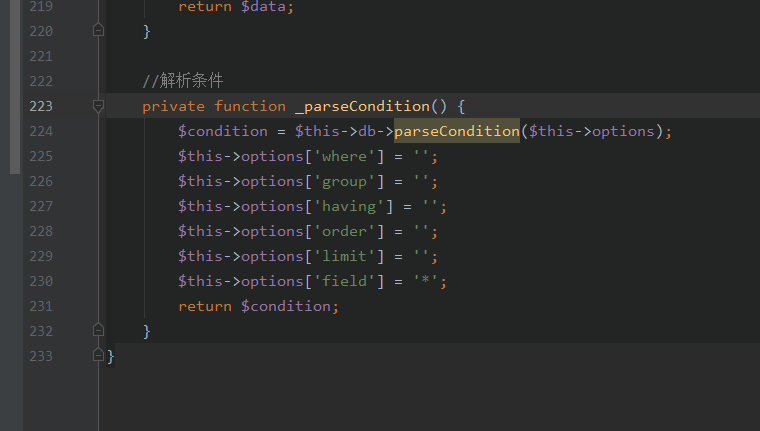 219 return $data;
220 }
221
222 //解析条件
223 private function _parseCondition() {
224 $condition = $this->db->parseCondition($this->options);
225 $this->options['where'] = '';
226 $this->options['group'] = '';
227 $this->options['having'] = '';
228 $this->options['order'] = '';
229 $this->options['limit'] = '';
230 $this->options['field'] = '*';
231 return $condition;
232 }
233 }